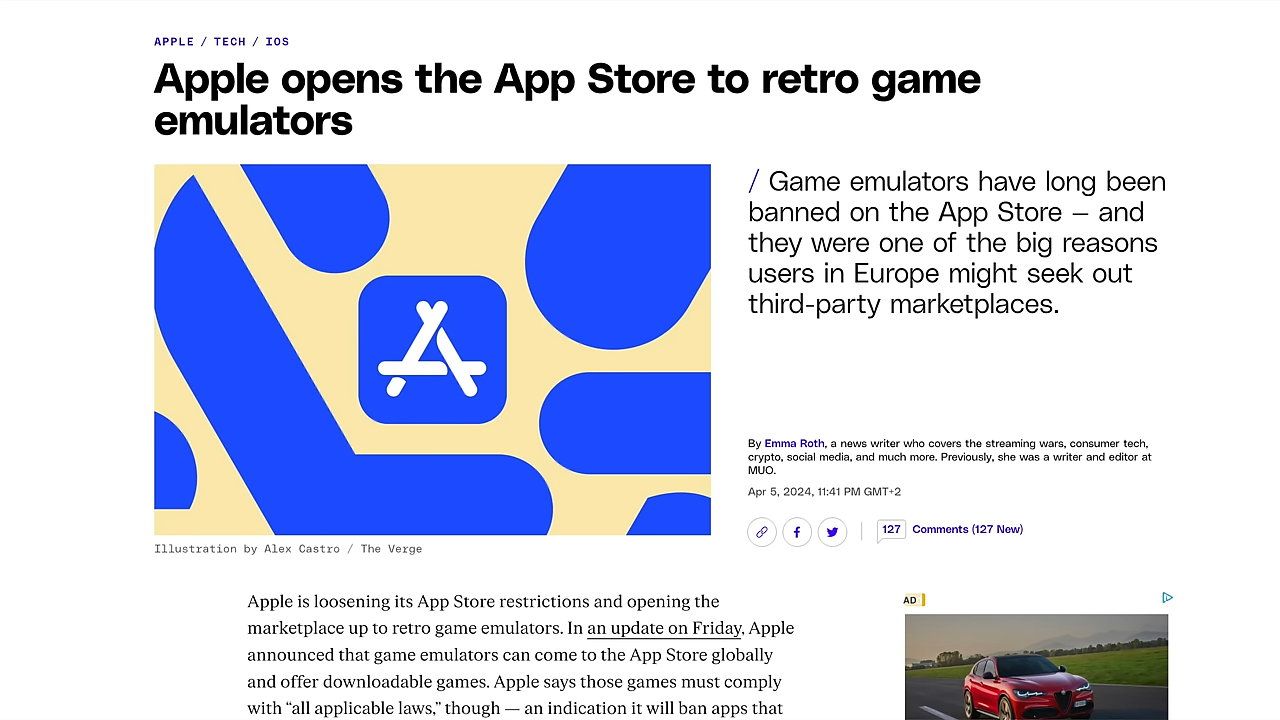 APPLE / TECH / IOS
Apple opens the App Store to retro game
emulators
/ Game emulators have long been
banned on the App Store — and
they were one of the big reasons
users in Europe might seek out
third-party marketplaces.
By Emma Roth, a news writer who covers the streaming wars, consumer tech,
crypto, social media, and much more. Previously, she was a writer and editor at
MUO.
Apr 5, 2024, 11:41 PM GMT+2
127 Comments (127 New)
Illustration by Alex Castro / The Verge
Apple is loosening its App Store restrictions and opening the
marketplace up to retro game emulators. In an update on Friday, Apple
announced that game emulators can come to the App Store globally
and offer downloadable games. Apple says those games must comply
with “all applicable laws,” though — an indication it will ban apps that
AD